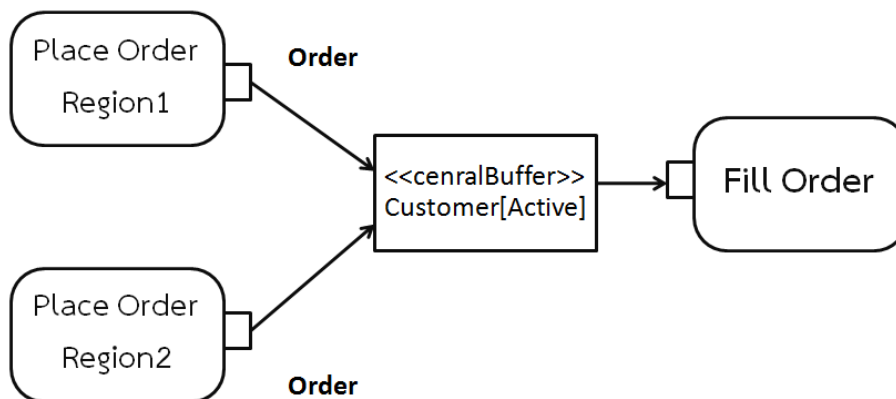 Place Order
Region1
Order
<<cenralBuffer>>
Customer[Active]
Fill Order
Place Order
Region2
Order